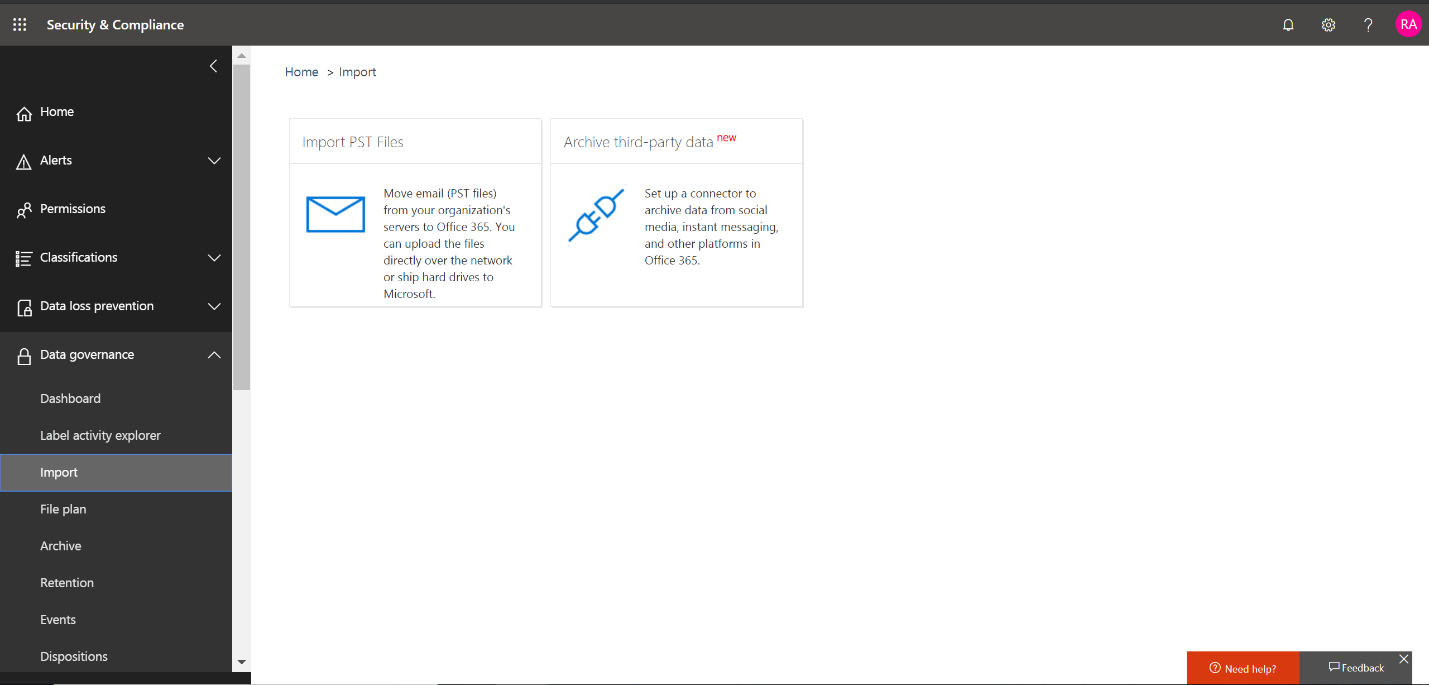 Security & Compliance
RA
Home
Alerts
Permissions
Classifications
Data loss prevention
Data governance
Dashboard
Label activity explorer
Import
File plan
Archive
Retention
Events
Dispositions
Home > Import
Import PST Files
Move email (PST files)
from your organization's
servers to Office 365. You
can upload the files
directly over the network
or ship hard drives to
Microsoft.
Archive third-party data new
Set up a connector to
archive data from social
media, instant messaging,
and other platforms in
Office 365.
Need help?
Feedback